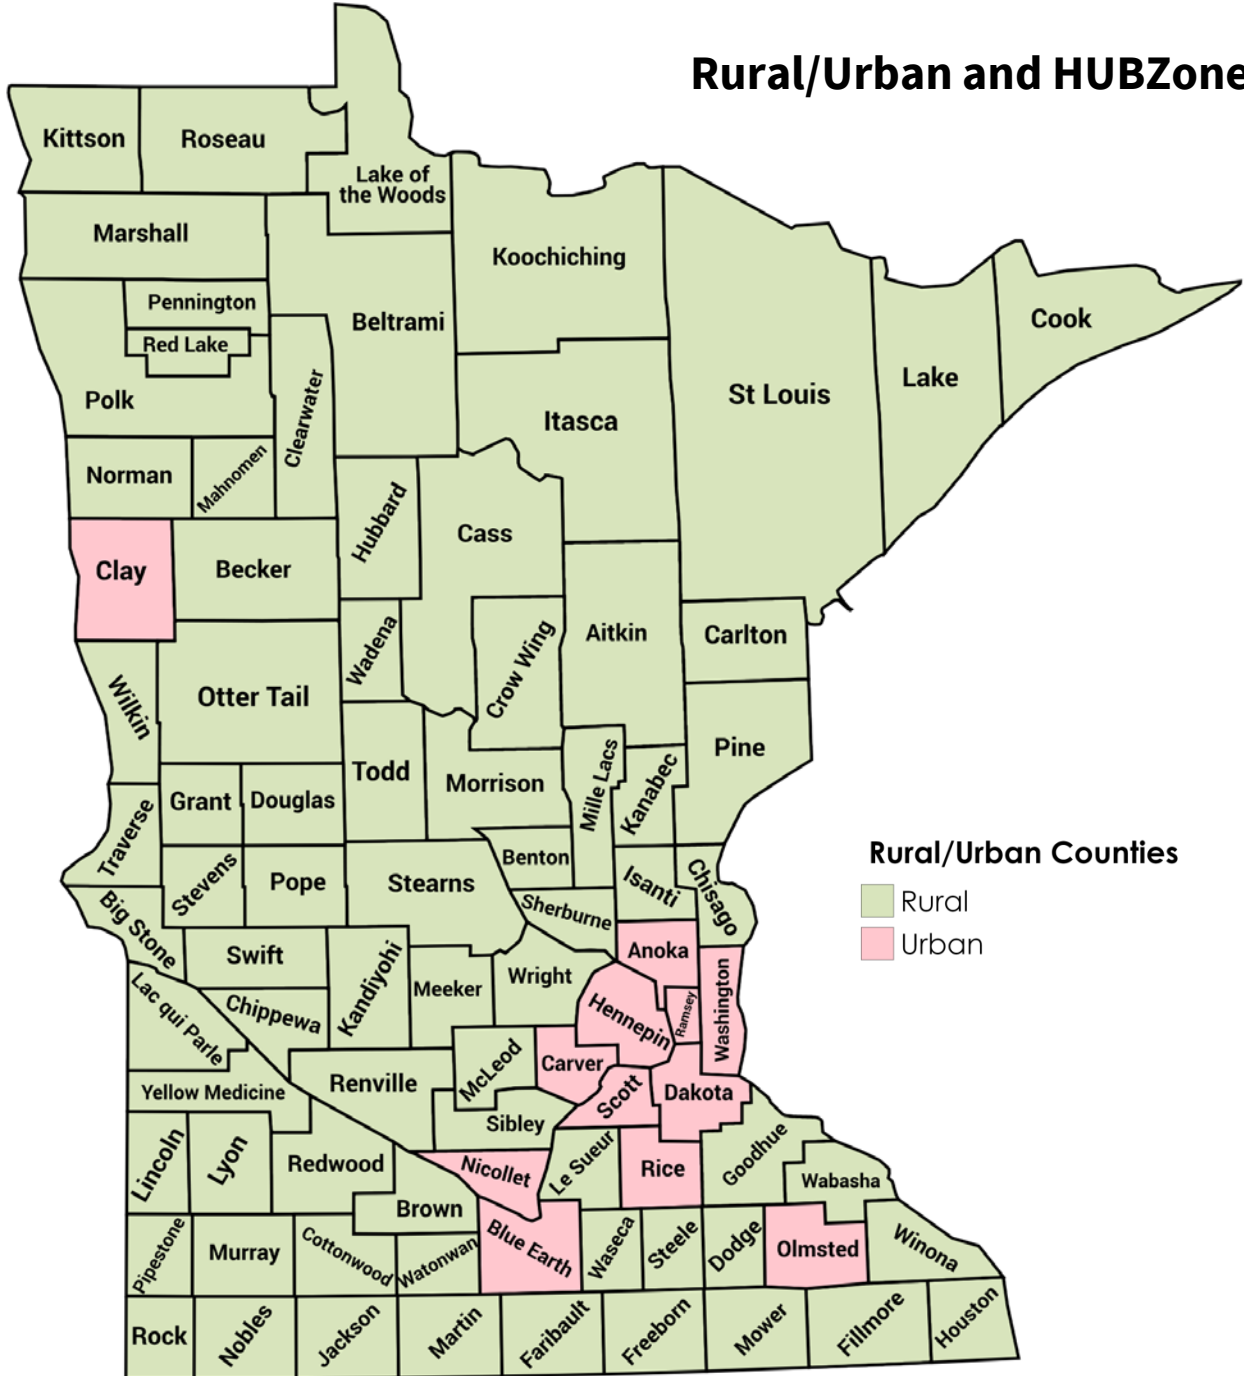 Rural/Urban and HUBZone
Kittson
Roseau
Lake of
the Woods
Marshall
Koochiching
Pennington
Beltrami
Cook
Red Lake
Lake
St Louis
Polk
Clearwater
Itasca
Norman
Mahnomen
Hubbard
Cass
Clay
Becker
Wadena
Crow Wing
Aitkin
Carlton
Wilkin
Otter Tail
Pine
Todd
Morrison
Mille Lacs
Kanabec
Grant
Douglas
Traverse
Benton
Stevens
Pope
Stearns
Isanti
Chisago
Rural/Urban Counties
Rural
Urban
Big Stone
Sherburne
Swift
Kandiyohi
Anoka
Meeker
Wright
Washington
Lac qui Parle
Chippewa
Hennepin
Ramsey
McLeod
Carver
Renville
Yellow Medicine
Scott
Dakota
Sibley
Lincoln
Lyon
Redwood
Nicollet
Le Sueur
Rice
Goodhue
Wabasha
Brown
Pipestone
Murray
Cottonwood
Watonwan
Blue Earth
Waseca
Steele
Dodge
Olmsted
Winona
Rock
Nobles
Jackson
Martin
Faribault
Freeborn
Mower
Fillmore
Houston